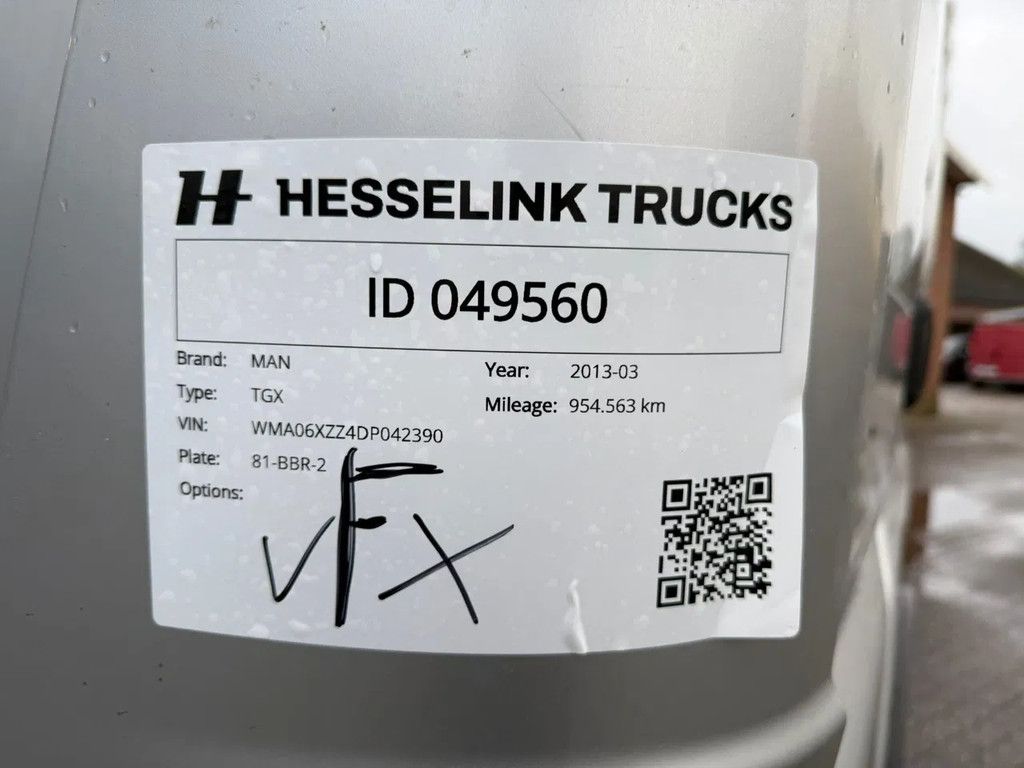 H HESSELINK TRUCKS
ID 049560
Brand: MAN
Year: 2013-03
Type: TGX
Mileage: 954.563 km
VIN: WMA06XZZ4DP042390
Plate: 81-BBR-2
Options:
VFX